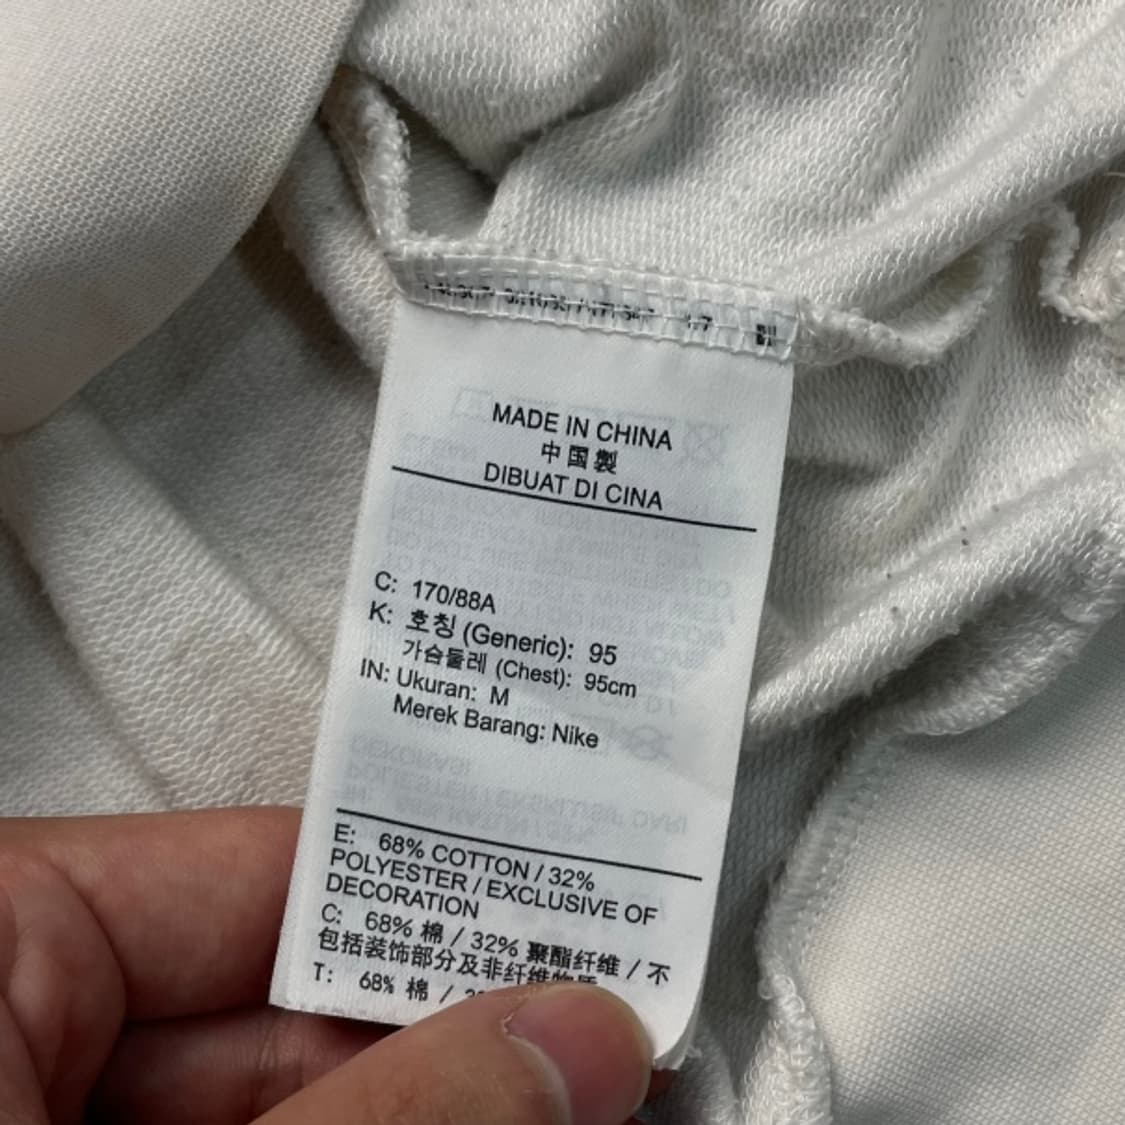 MADE IN CHINA
中国製
DIBUAT DI CINA
C: 170/88A
K: 호칭 (Generic): 95
가슴둘레 (Chest): 95cm
IN: Ukuran: M
Merek Barang: Nike
E: 68% COTTON / 32%
POLYESTER / EXCLUSIVE OF
DECORATION
C: 68% 棉 / 32% 聚酯纤维 / 不
包括装饰部分及非纤维物质
T: 68% 棉 /